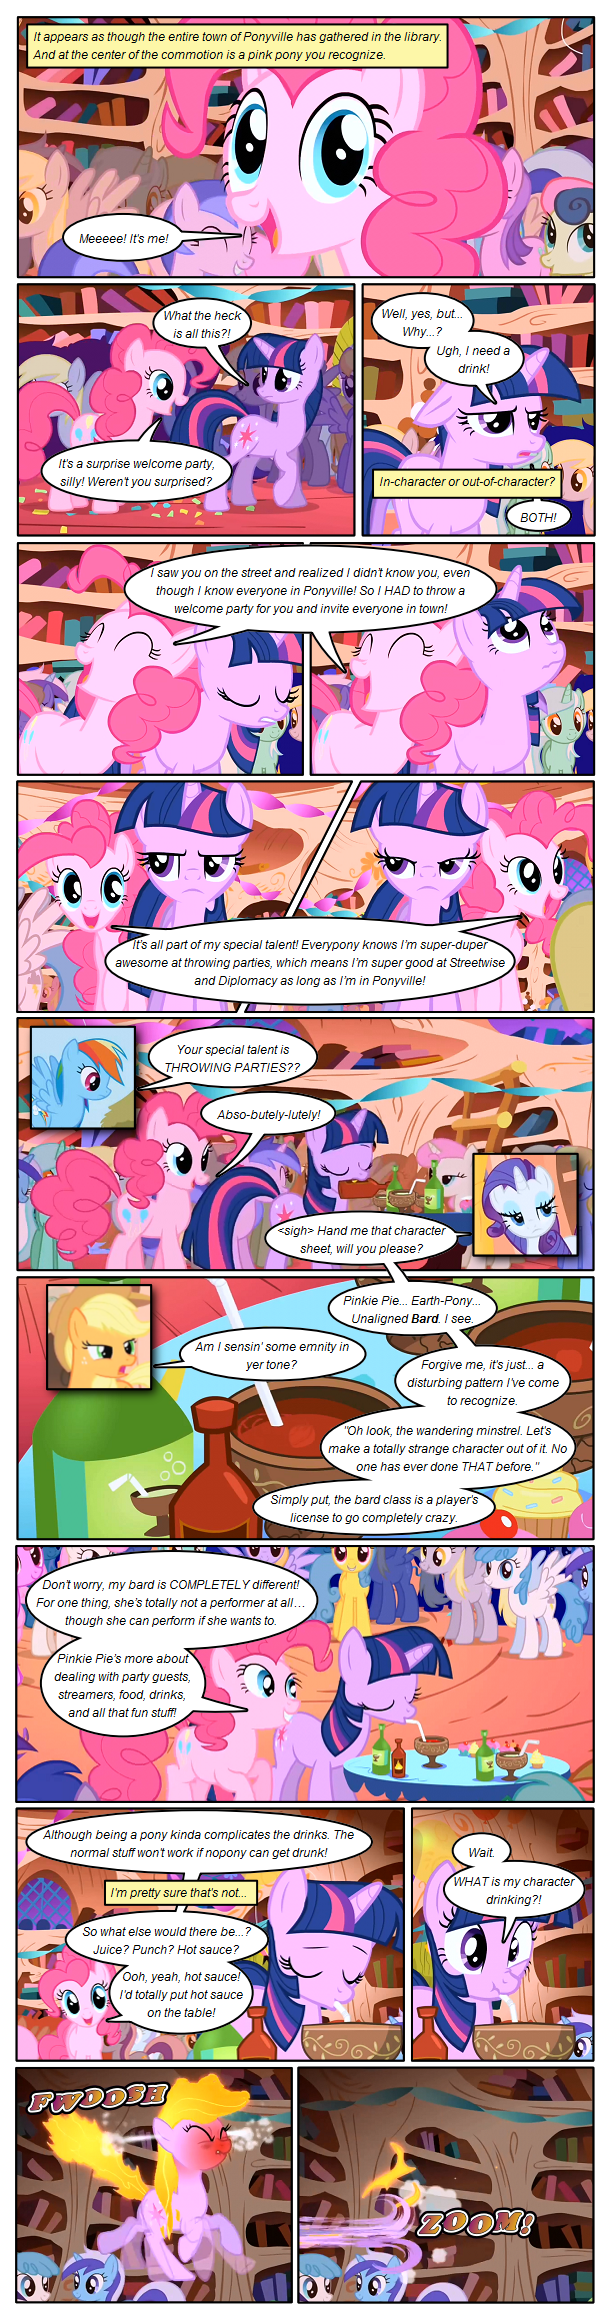 It appears as though the entire town of Ponyville has gathered in the library.
And at the center of the commotion is a pink pony you recognize.
Meeeee! It's me!
What the heck
is all this?!
It's a surprise welcome party,
silly! Weren't you surprised?
Well, yes, but...
Why...?
Ugh, I need a
drink!
In-character or out-of-character?
BOTH!
I saw you on the street and realized I didn't know you, even
though I know everyone in Ponyville! So I HAD to throw a
welcome party for you and invite everyone in town!
It's all part of my special talent! Everypony knows I'm super-duper
awesome at throwing parties, which means I'm super good at Streetwise
and Diplomacy as long as I'm in Ponyville!
Your special talent is
THROWING PARTIES??
Abso-butely-lutely!
<sigh> Hand me that character
sheet, will you please?
Pinkie Pie... Earth-Pony...
Unaligned Bard. I see.
Am I sensin' some emnity in
yer tone?
Forgive me, it's just... a
disturbing pattern I've come
to recognize.
"Oh look, the wandering minstrel. Let's
make a totally strange character out of it. No
one has ever done THAT before."
Simply put, the bard class is a player's
license to go completely crazy.
Don't worry, my bard is COMPLETELY different!
For one thing, she's totally not a performer at all...
though she can perform if she wants to.
Pinkie Pie's more about
dealing with party guests,
streamers, food, drinks,
and all that fun stuff!
Although being a pony kinda complicates the drinks. The
normal stuff won't work if nopony can get drunk!
I'm pretty sure that's not...
So what else would there be...?
Juice? Punch? Hot sauce?
Ooh, yeah, hot sauce!
I'd totally put hot sauce
on the table!
Wait.
WHAT is my character
drinking?!
FWOOSH
ZOOM!